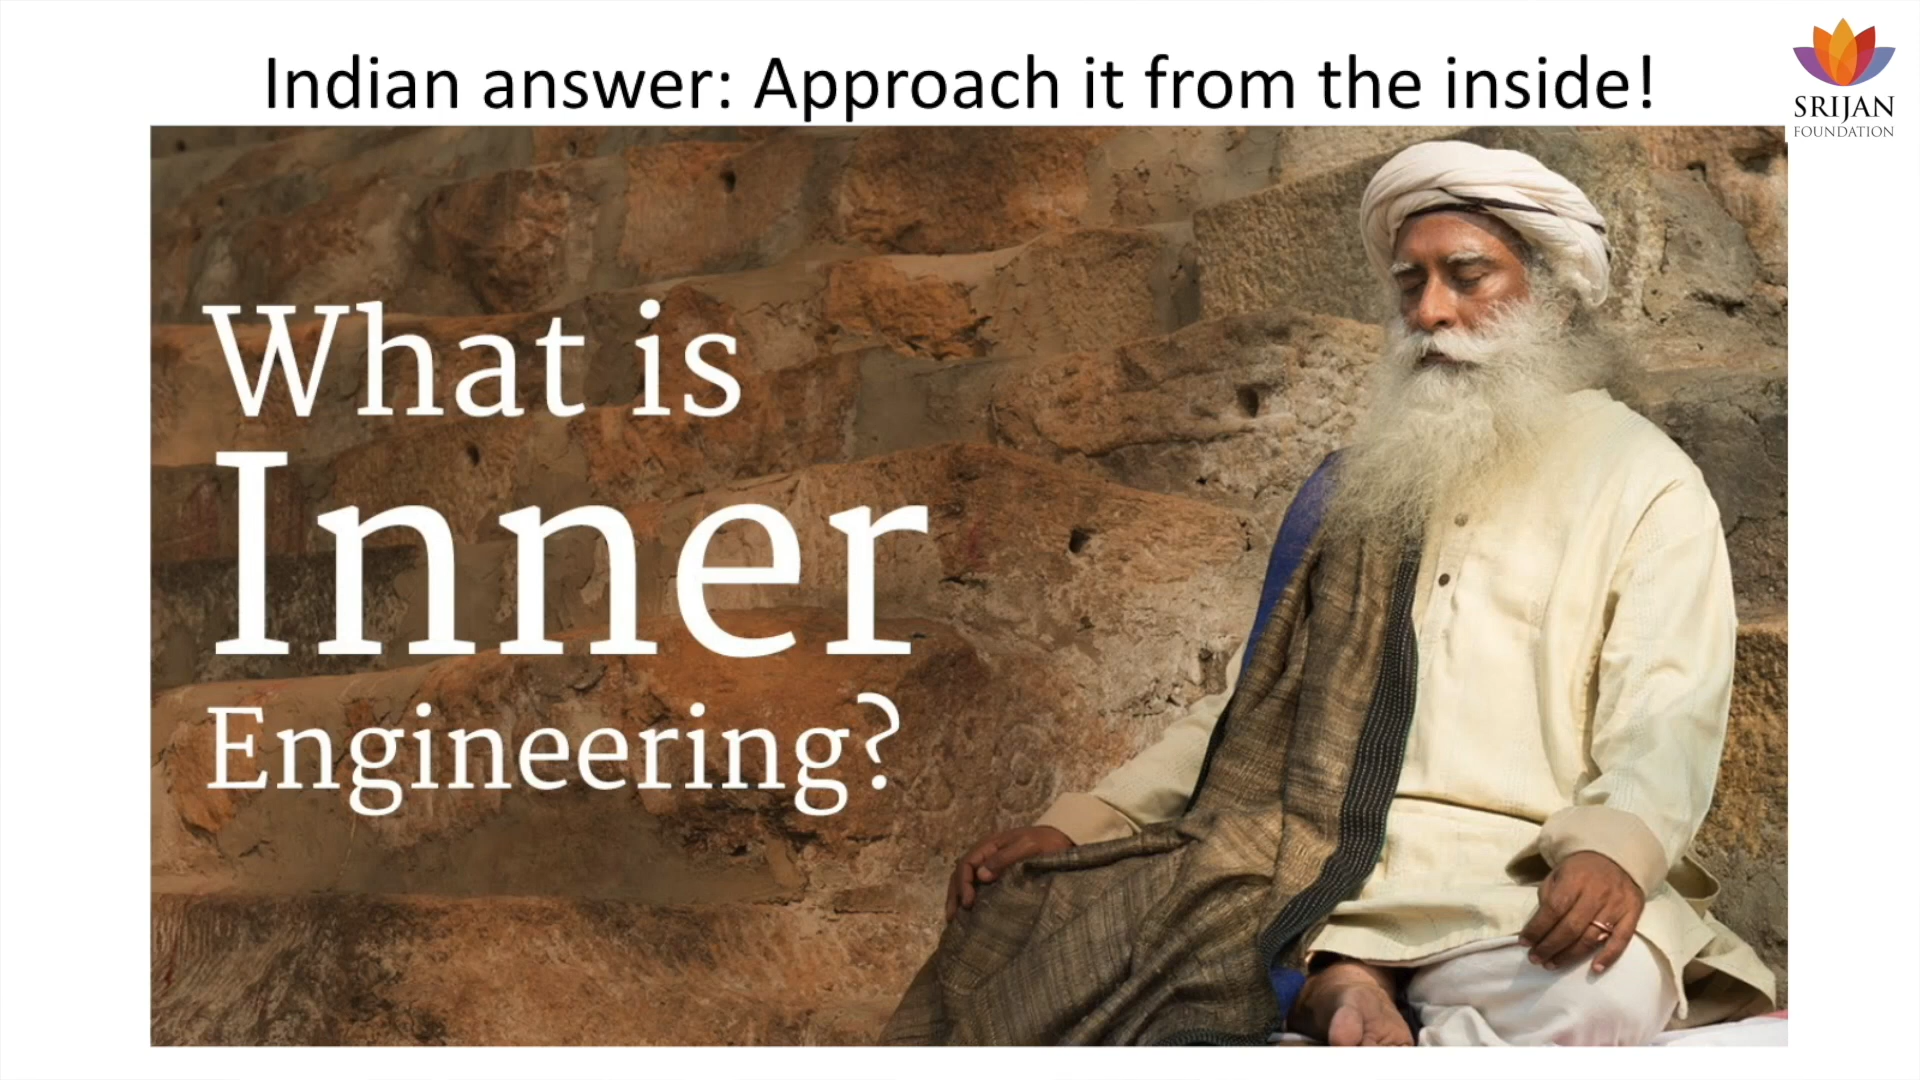 Indian answer: Approach it from the inside!
SRIJAN
FOUNDATION
What is
Inner
Engineering?